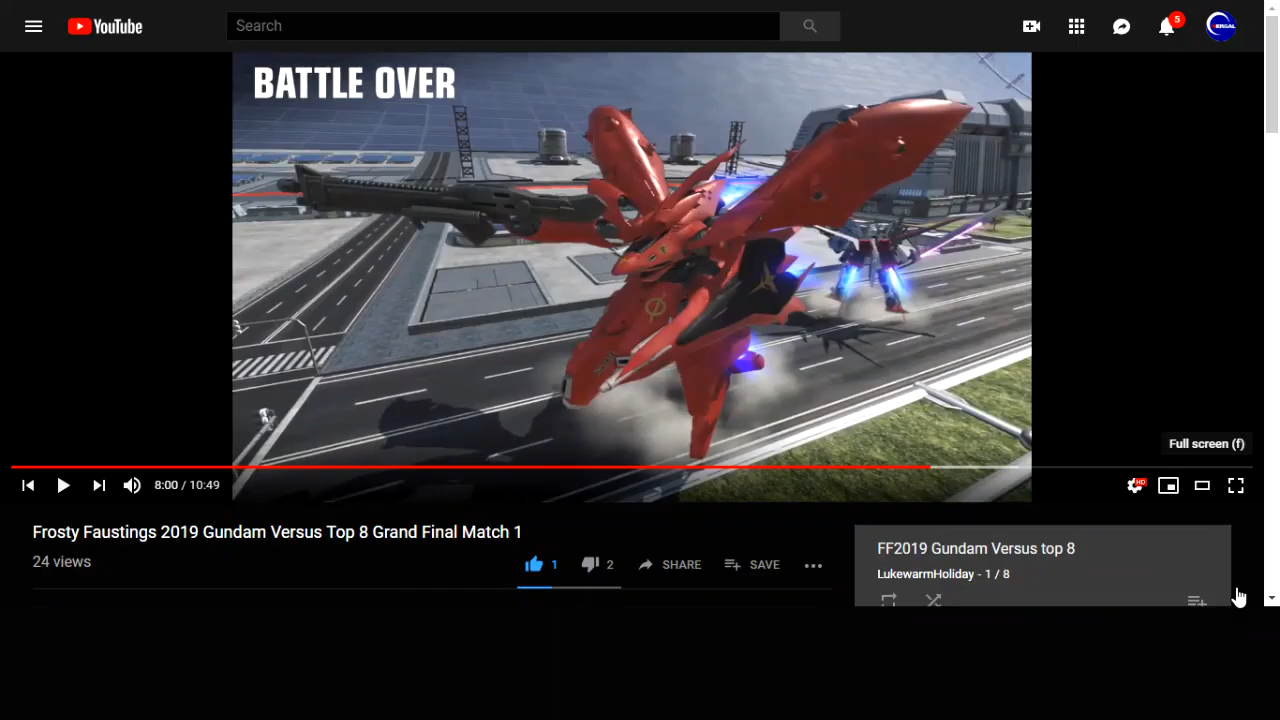 YouTube
Search
5
BATTLE OVER
Full screen (f)
8:00 / 10:49
HD
Frosty Faustings 2019 Gundam Versus Top 8 Grand Final Match 1
24 views
1
2
SHARE
SAVE
FF2019 Gundam Versus top 8
LukewarmHoliday - 1 / 8